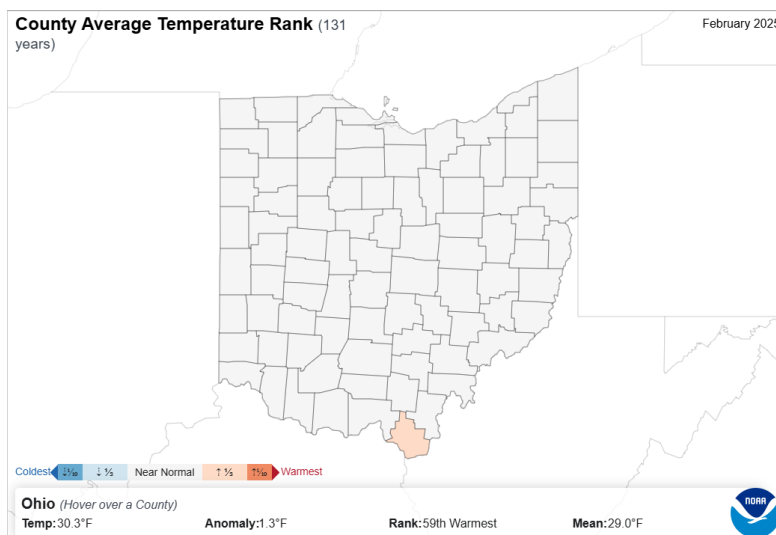 County Average Temperature Rank (131
years)
February 2025
Coldest ↓⅒ ↓ ⅓ Near Normal ↑ ⅓ ↑⅒ Warmest
Ohio (Hover over a County)
Temp:30.3°F Anomaly:1.3°F Rank:59th Warmest Mean:29.0°F
NOAA